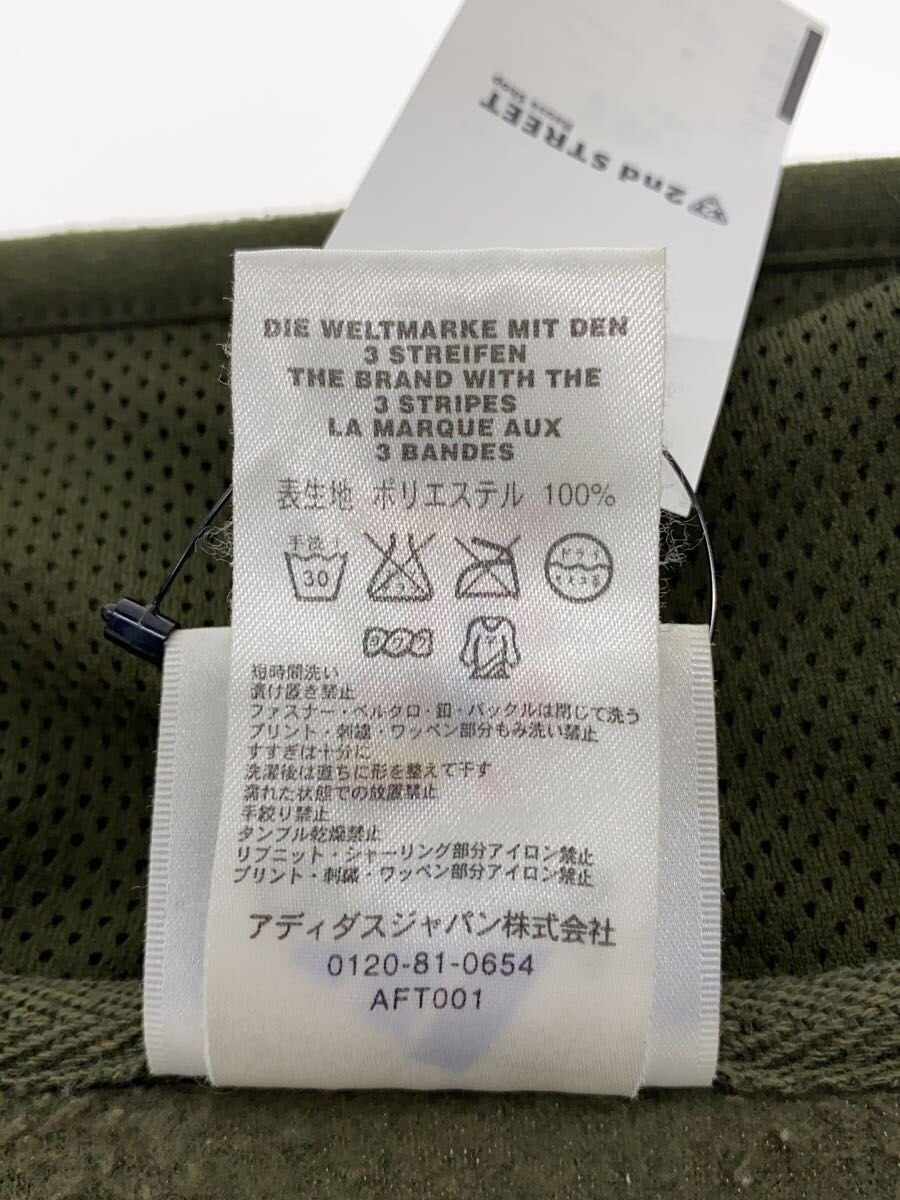 2nd STREET
DIE WELTMARKE MIT DEN
3 STREIFEN
THE BRAND WITH THE
3 STRIPES
LA MARQUE AUX
3 BANDES
表生地 ポリエステル 100%
手洗イ
30
ドライ
セキユ系
短時間洗い
漬け置き禁止
ファスナー・ベルクロ・釦・バックルは閉じて洗う
プリント・刺繍・ワッペン部分もみ洗い禁止
すすぎは十分に
洗濯後は直ちに形を整えて干す
濡れた状態での放置禁止
手絞り禁止
タンブル乾燥禁止
リブニット・シャーリング部分アイロン禁止
プリント・刺繍・ワッペン部分アイロン禁止
アディダスジャパン株式会社
0120-81-0654
AFT001